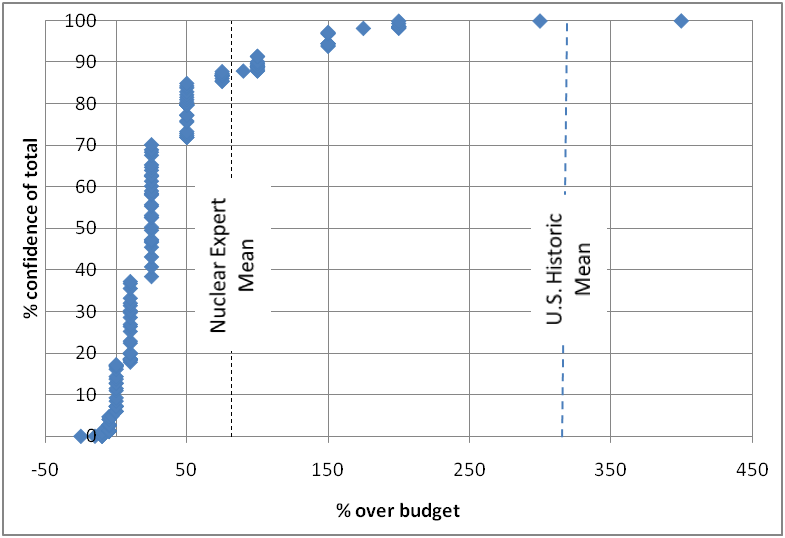 100
90
80
70
60
50
40
30
20
10
0
% confidence of total
Nuclear Expert
Mean
U.S. Historic
Mean
-50
50
150
250
350
450
% over budget